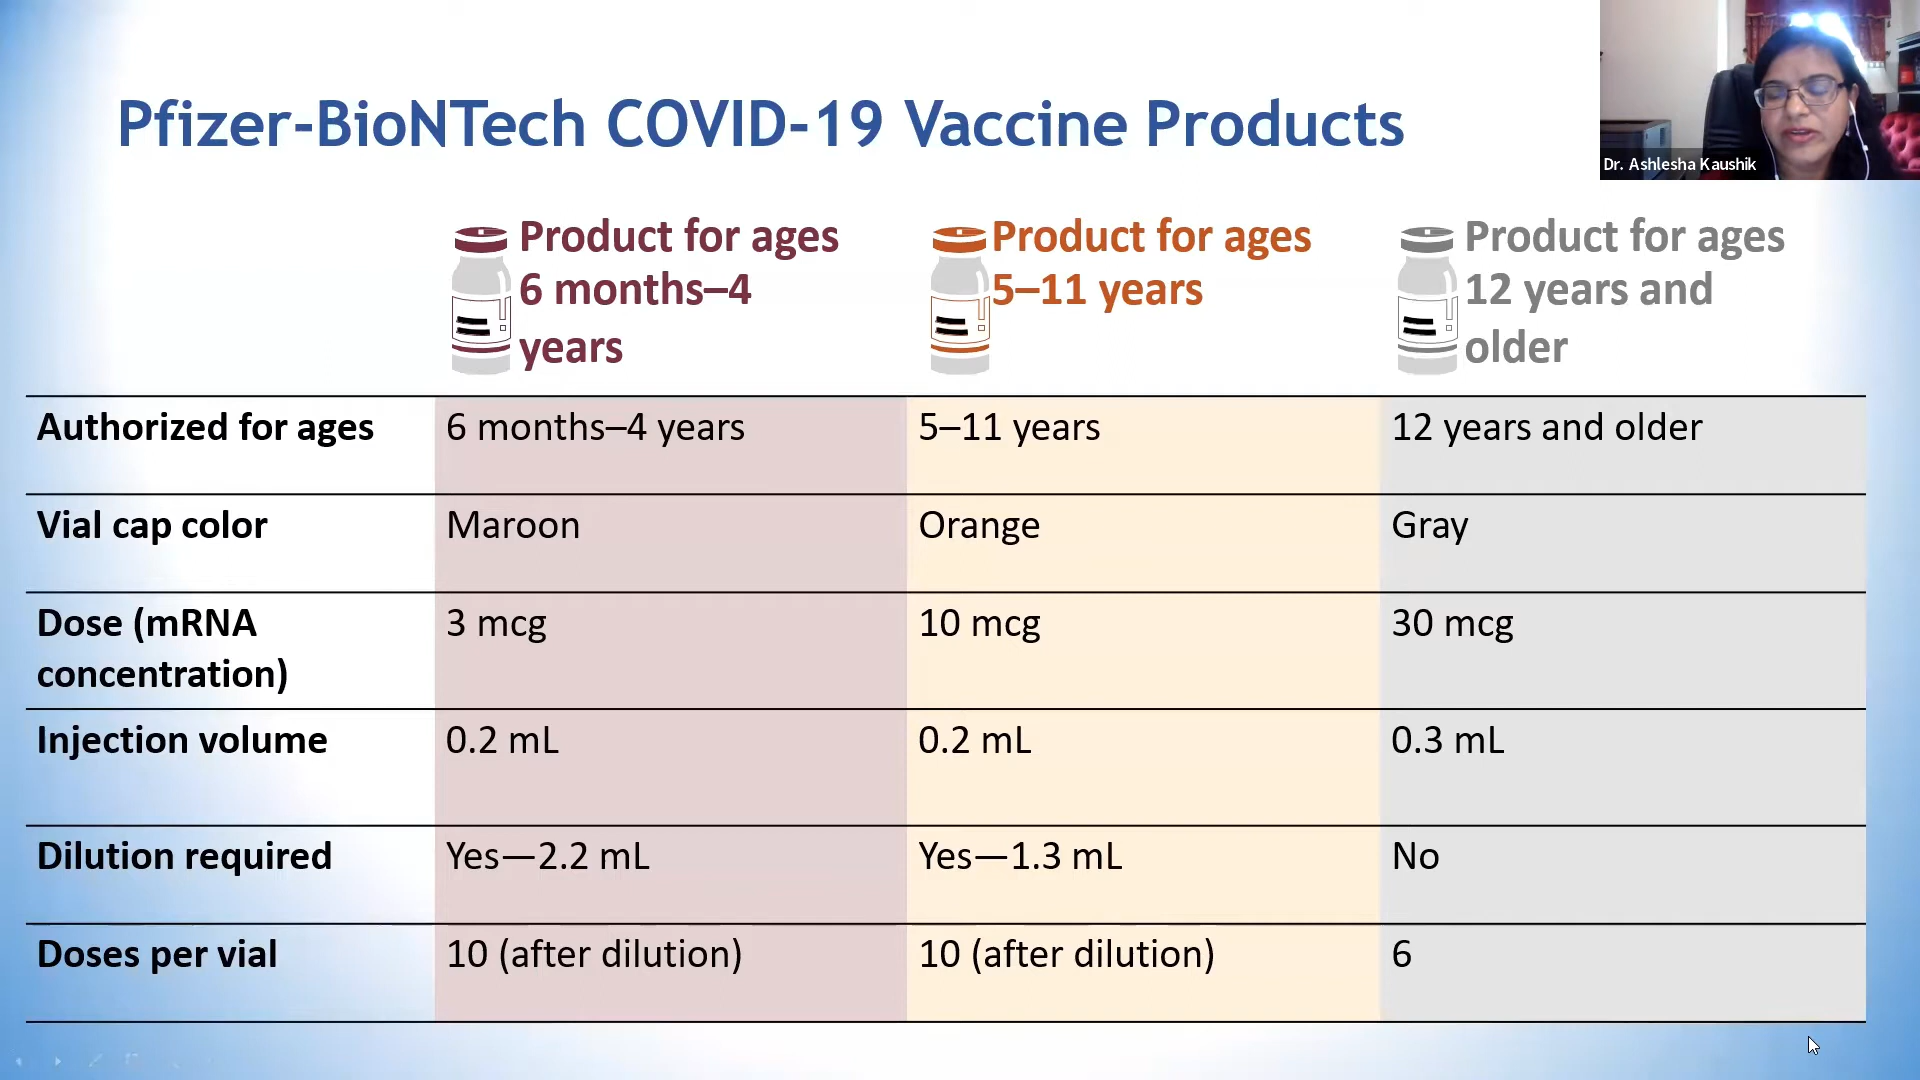 Pfizer-BioNTech COVID-19 Vaccine Products
Dr. Ashlesha Kaushik
Product for ages
6 months–4
years
Product for ages
5–11 years
Product for ages
12 years and
older
Authorized for ages
6 months–4 years
5–11 years
12 years and older
Vial cap color
Maroon
Orange
Gray
Dose (mRNA
concentration)
3 mcg
10 mcg
30 mcg
Injection volume
0.2 mL
0.2 mL
0.3 mL
Dilution required
Yes—2.2 mL
Yes—1.3 mL
No
Doses per vial
10 (after dilution)
10 (after dilution)
6